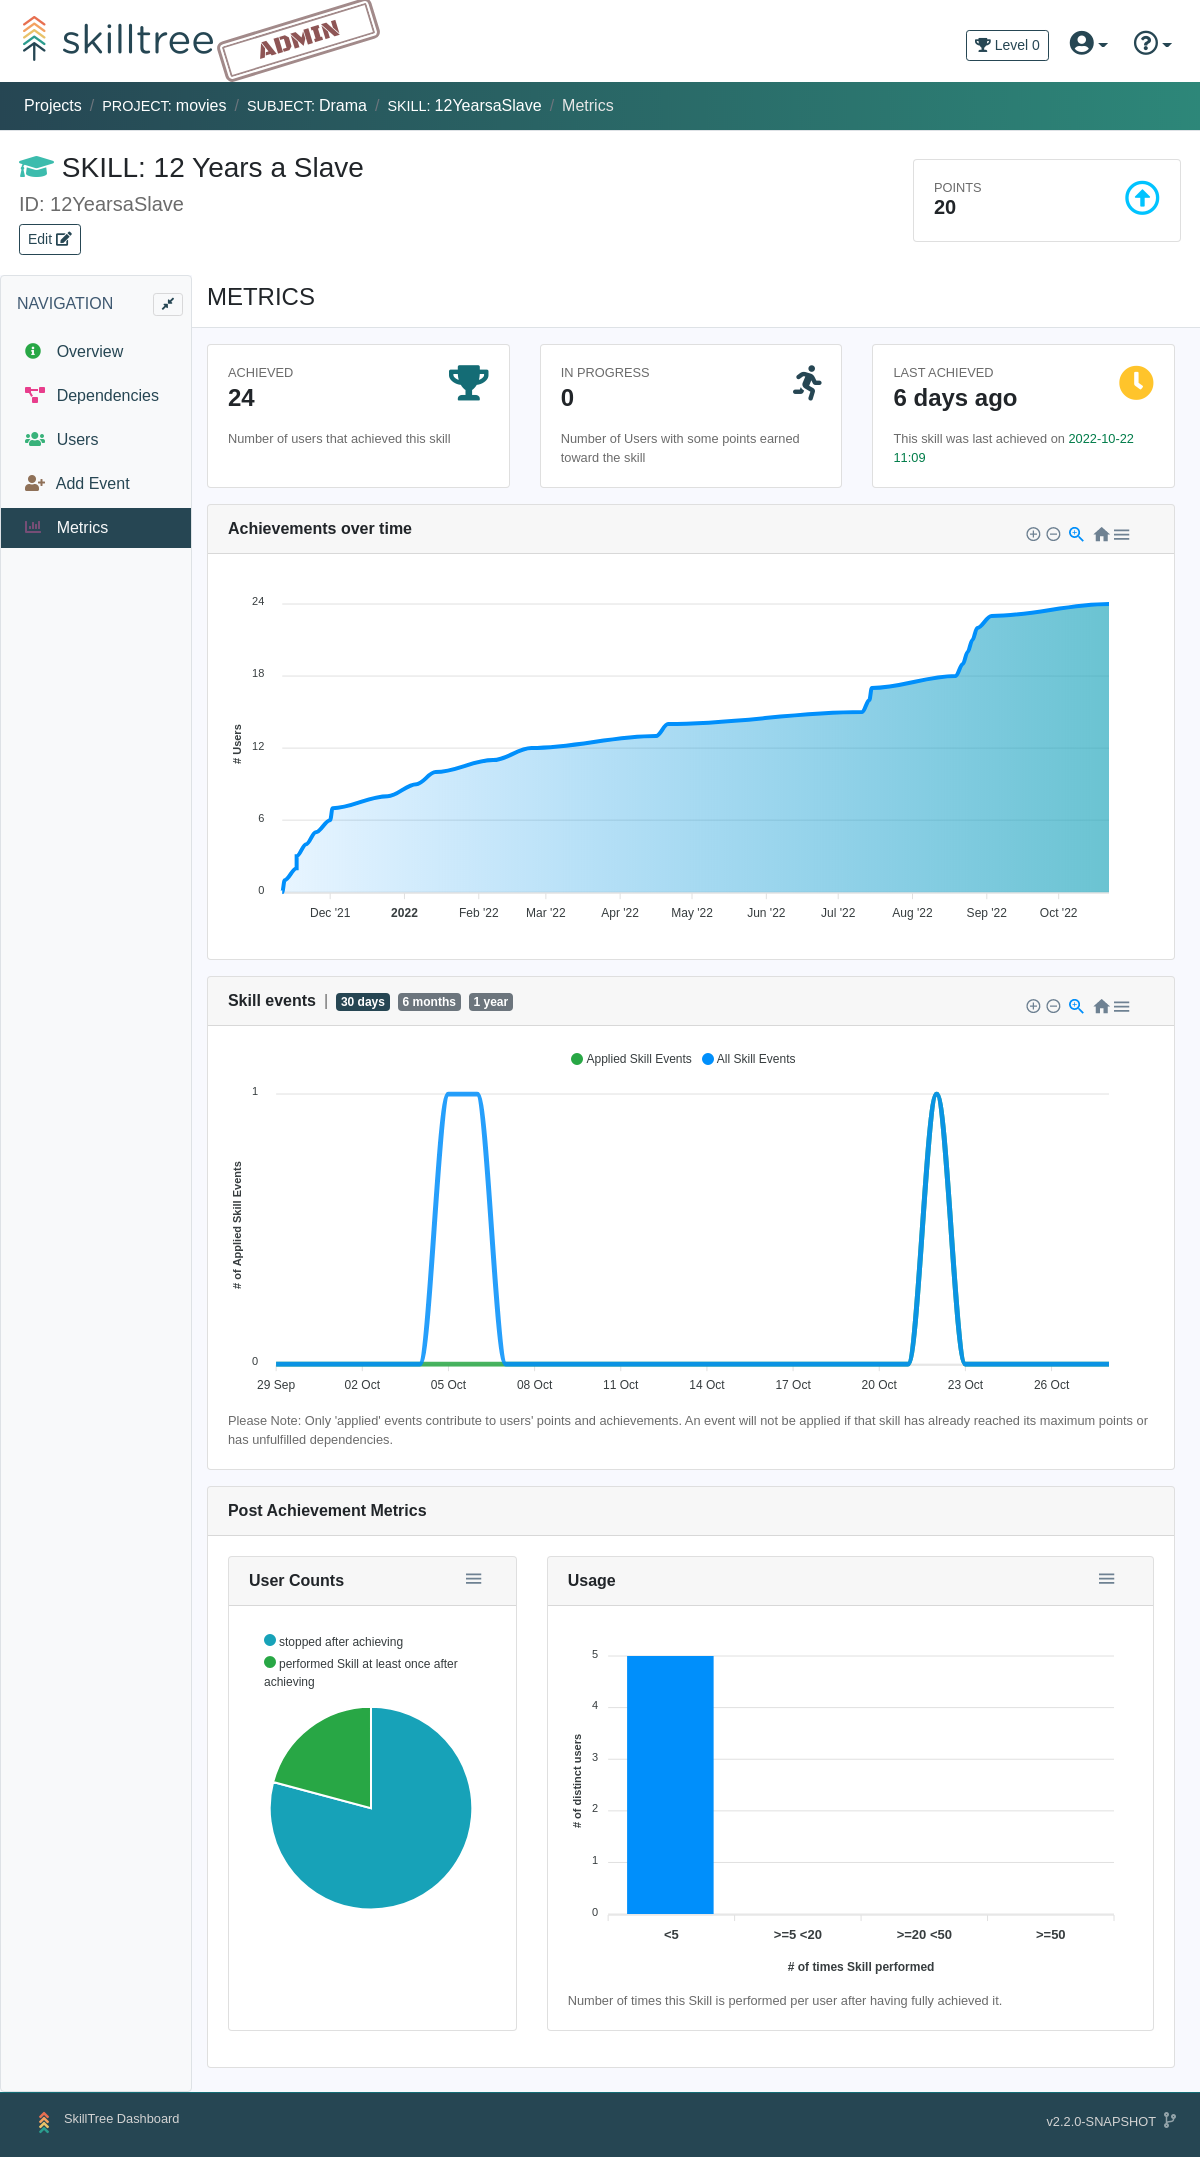 skilltree
ADMIN
Level 0
Projects / PROJECT: movies / SUBJECT: Drama / SKILL: 12YearsaSlave / Metrics
SKILL: 12 Years a Slave
ID: 12YearsaSlave
Edit
POINTS
20
NAVIGATION
Overview
Dependencies
Users
Add Event
Metrics
METRICS
ACHIEVED
24
Number of users that achieved this skill
IN PROGRESS
0
Number of Users with some points earned
toward the skill
LAST ACHIEVED
6 days ago
This skill was last achieved on 2022-10-22
11:09
Achievements over time
# Users
24
18
12
6
0
Dec '21 2022 Feb '22 Mar '22 Apr '22 May '22 Jun '22 Jul '22 Aug '22 Sep '22 Oct '22
Skill events | 30 days 6 months 1 year
Applied Skill Events All Skill Events
# of Applied Skill Events
1
0
29 Sep 02 Oct 05 Oct 08 Oct 11 Oct 14 Oct 17 Oct 20 Oct 23 Oct 26 Oct
Please Note: Only 'applied' events contribute to users' points and achievements. An event will not be applied if that skill has already reached its maximum points or
has unfulfilled dependencies.
Post Achievement Metrics
User Counts
stopped after achieving
performed Skill at least once after
achieving
Usage
# of distinct users
5
4
3
2
1
0
<5 >=5 <20 >=20 <50 >=50
# of times Skill performed
Number of times this Skill is performed per user after having fully achieved it.
SkillTree Dashboard
v2.2.0-SNAPSHOT